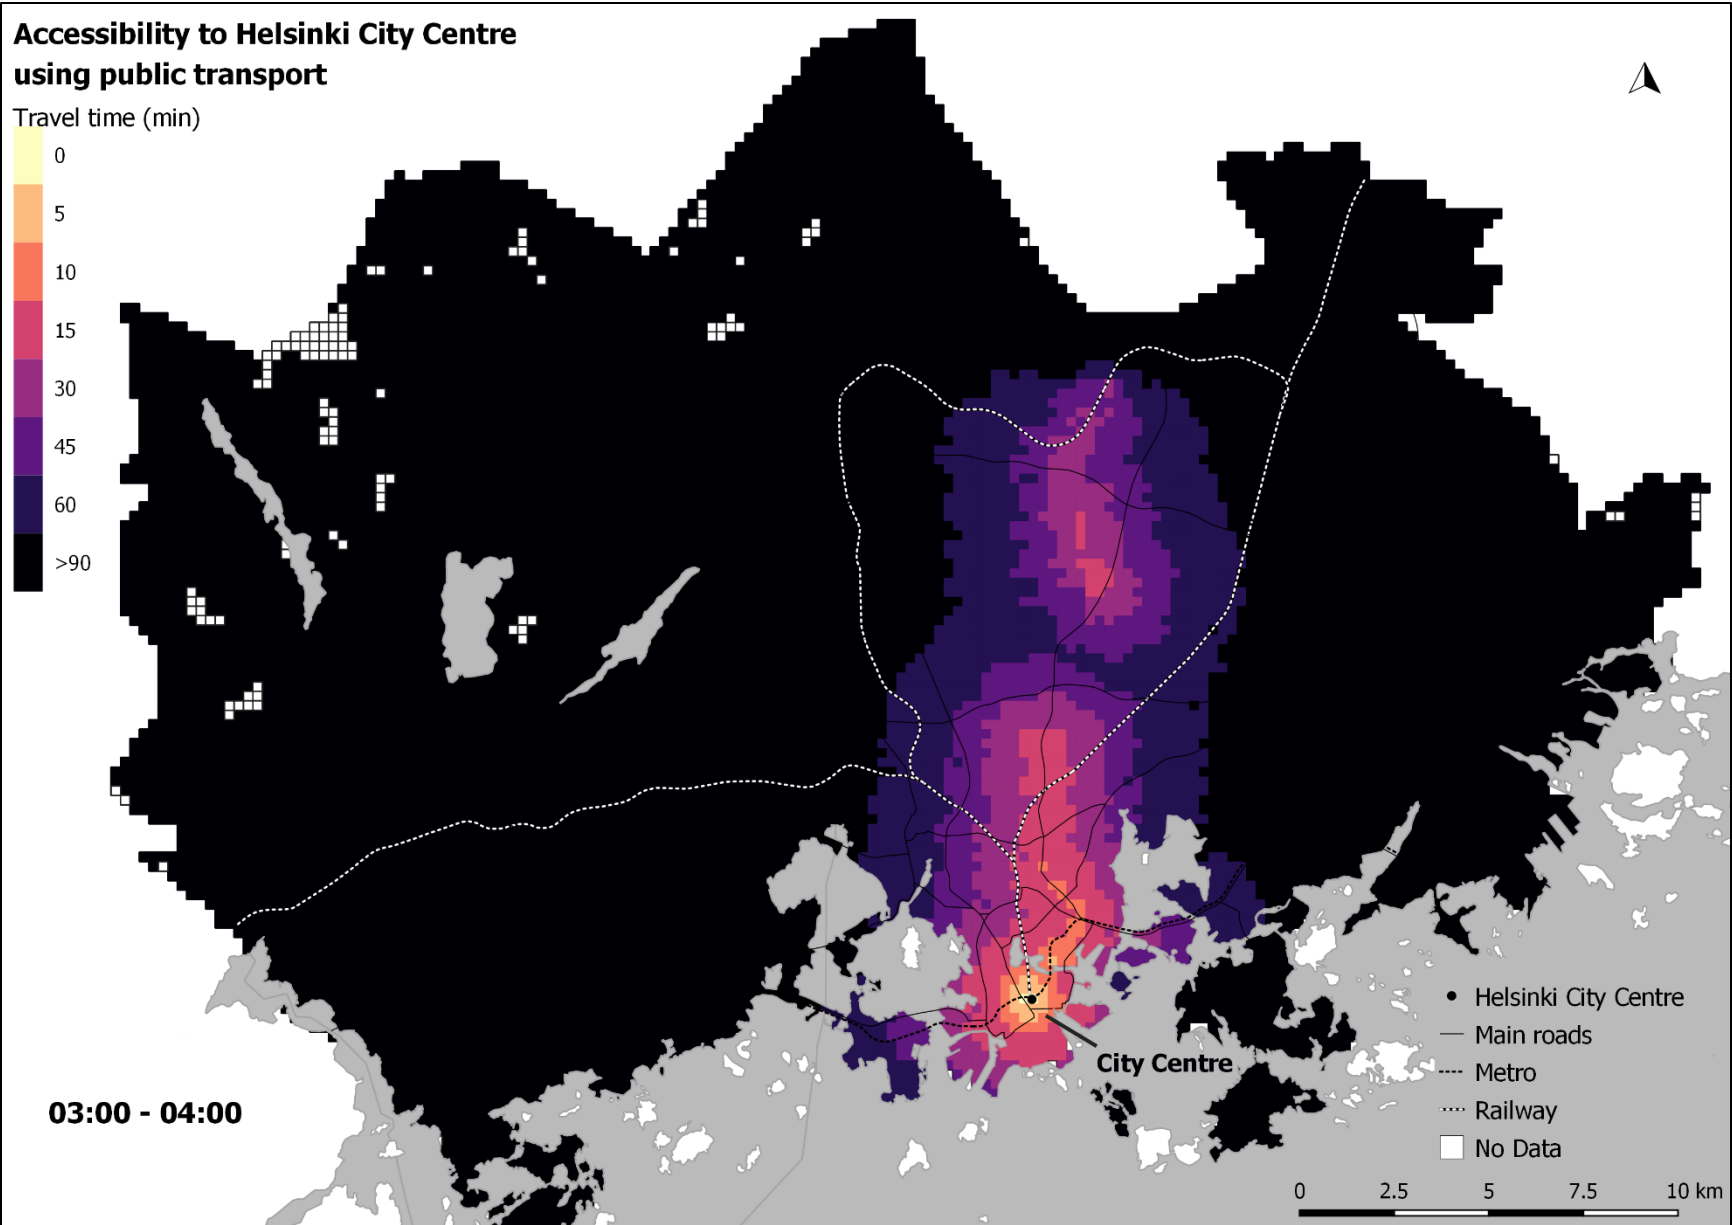 Accessibility to Helsinki City Centre
using public transport
Travel time (min)
0
5
10
15
30
45
60
>90
City Centre
03:00 - 04:00
Helsinki City Centre
Main roads
Metro
Railway
No Data
0 2.5 5 7.5 10 km